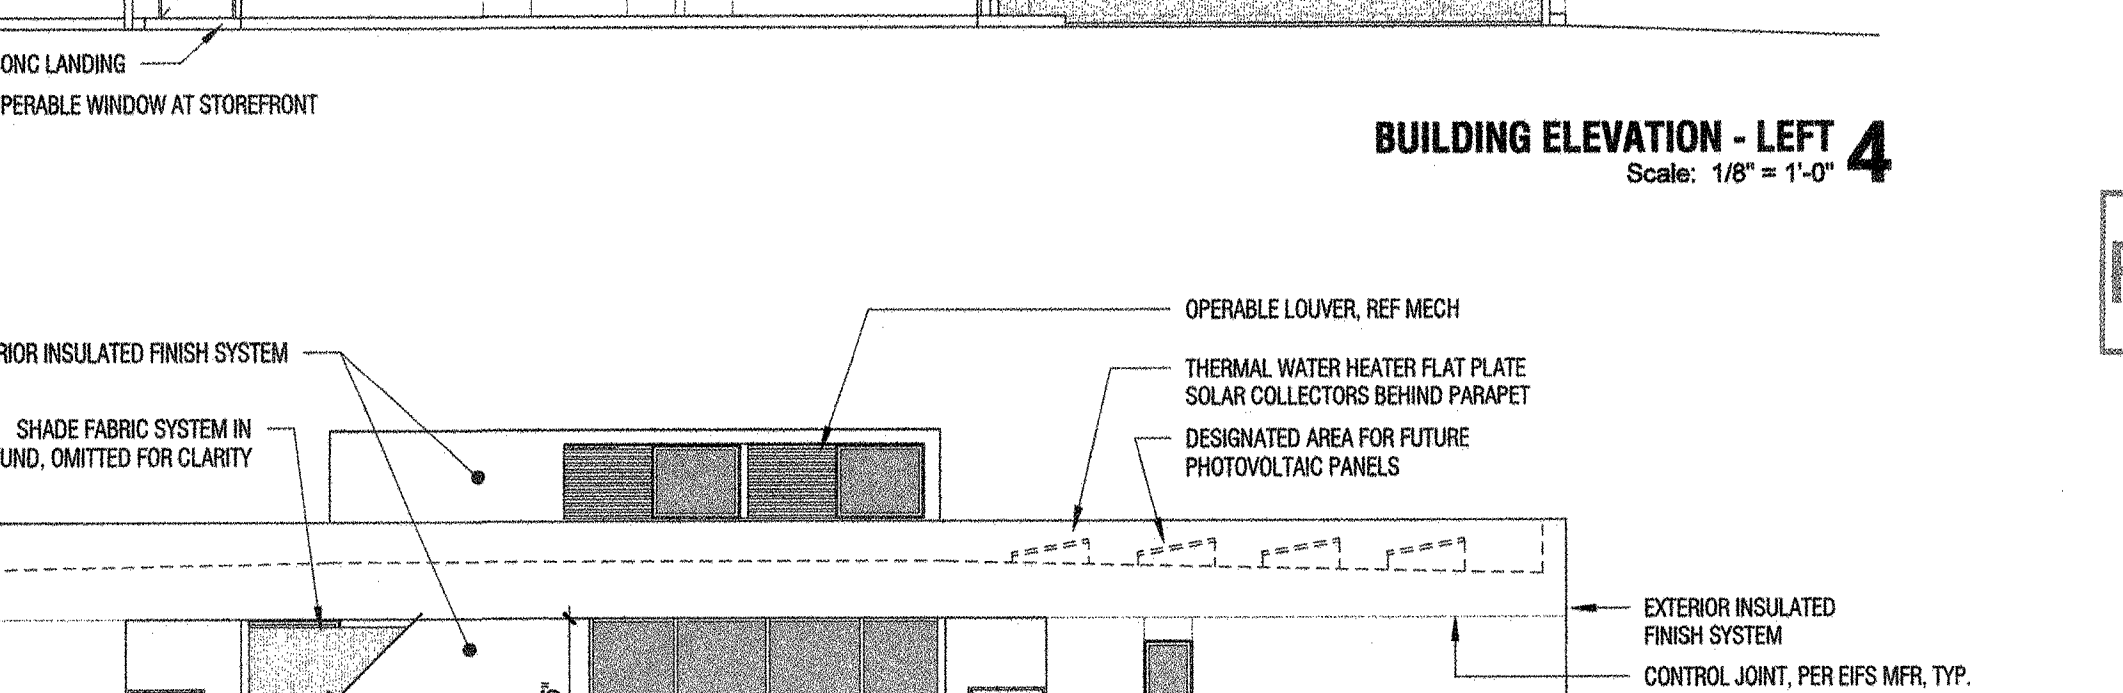 ONC LANDING
PERABLE WINDOW AT STOREFRONT
BUILDING ELEVATION - LEFT 4
Scale: 1/8" = 1'-0"
OPERABLE LOUVER, REF MECH
RIOR INSULATED FINISH SYSTEM
THERMAL WATER HEATER FLAT PLATE
SOLAR COLLECTORS BEHIND PARAPET
SHADE FABRIC SYSTEM IN
UND, OMITTED FOR CLARITY
DESIGNATED AREA FOR FUTURE
PHOTOVOLTAIC PANELS
EXTERIOR INSULATED
FINISH SYSTEM
CONTROL JOINT, PER EIFS MFR, TYP.